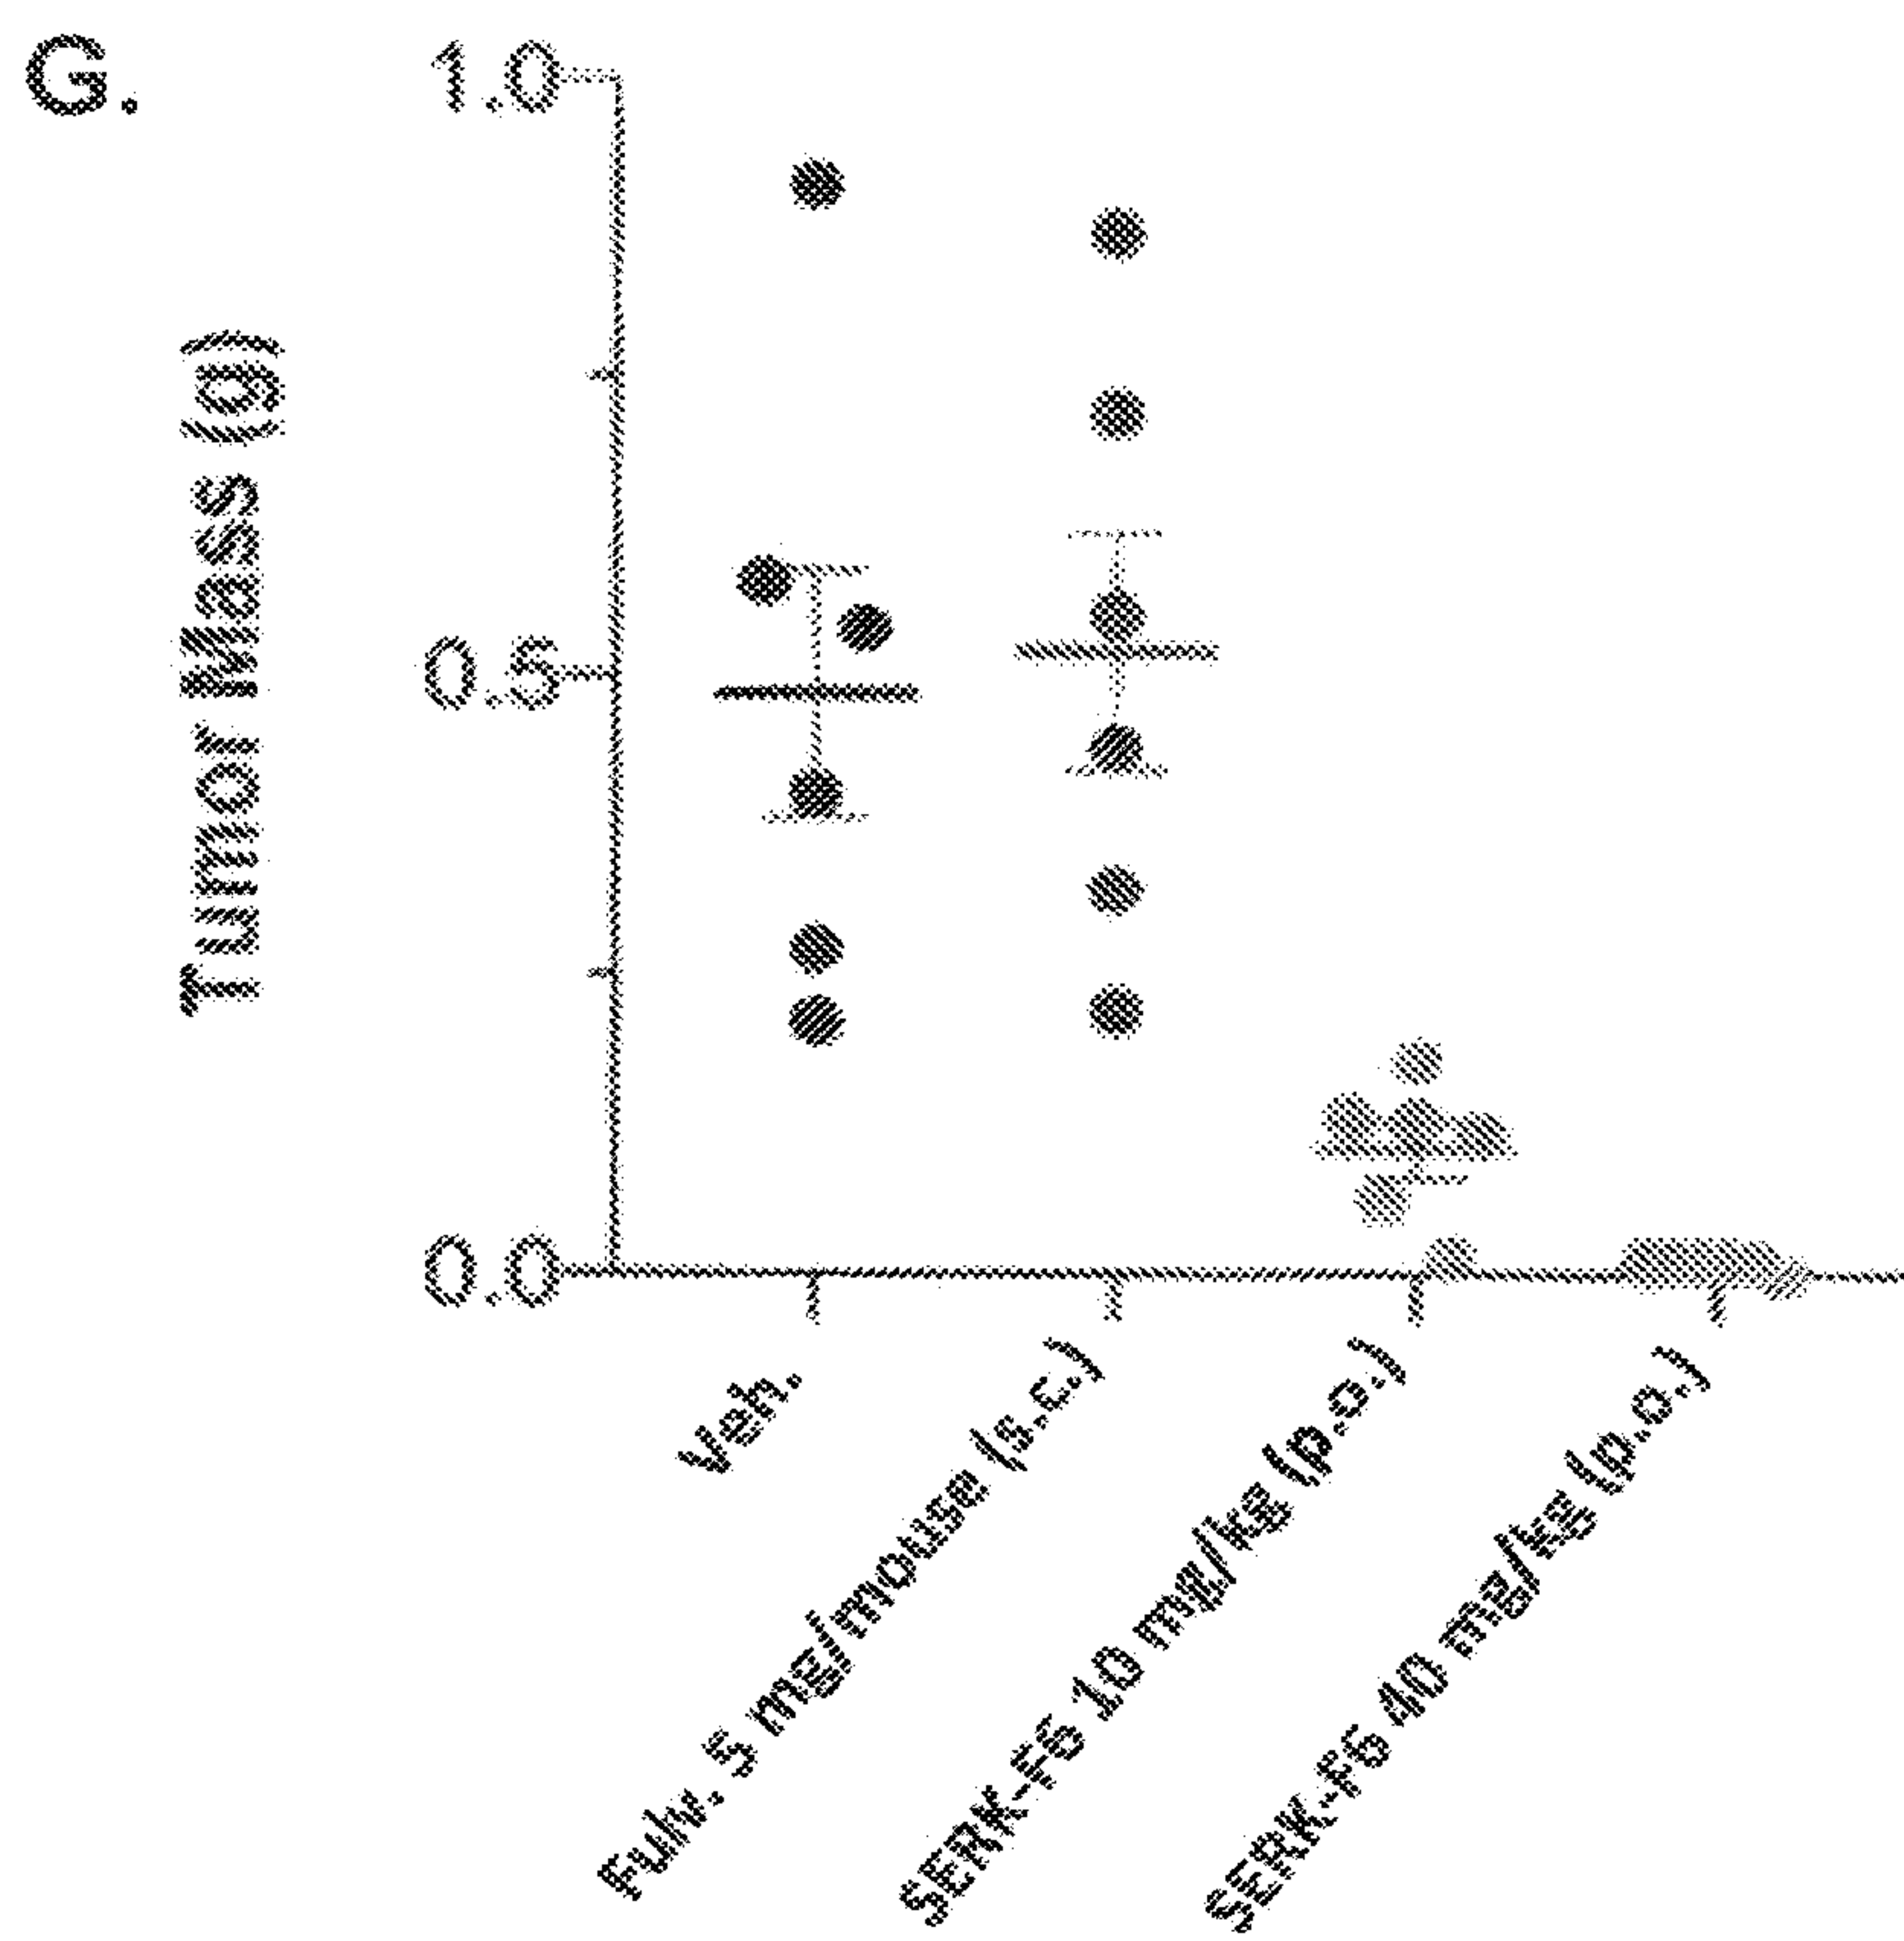 G.
Tumor Mass (g)
1.0
0.5
0.0
Veh.
Fulv. 5 mg/mouse (s.c.)
SERK-F6 10 mg/kg (p.o.)
SERK-F6 40 mg/kg (p.o.)